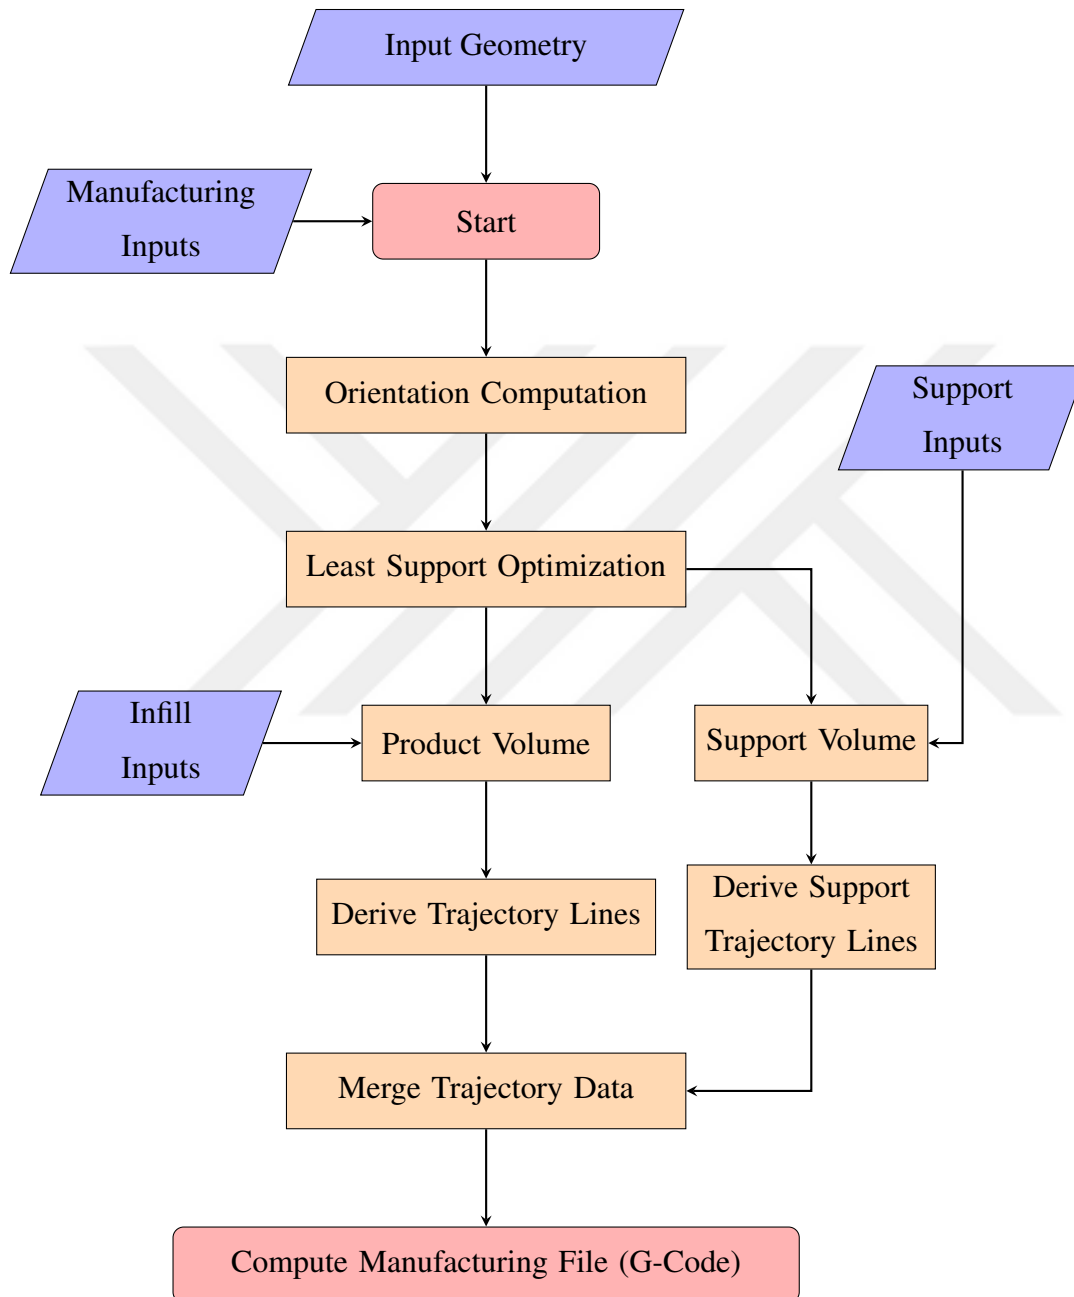 Input Geometry
Manufacturing
Inputs
Start
Orientation Computation
Support
Inputs
Least Support Optimization
Infill
Inputs
Product Volume
Support Volume
Derive Trajectory Lines
Derive Support
Trajectory Lines
Merge Trajectory Data
Compute Manufacturing File (G-Code)